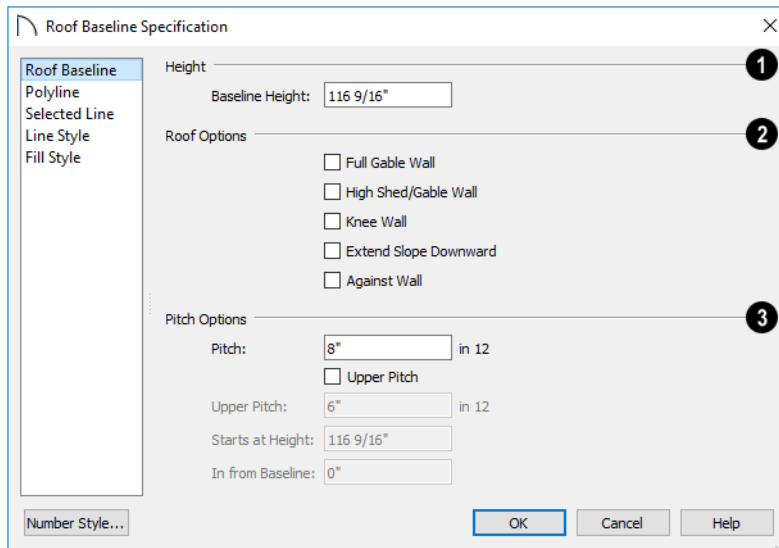 Roof Baseline Specification
Roof Baseline
Polyline
Selected Line
Line Style
Fill Style
Height
1
Baseline Height: 116 9/16"
Roof Options
2
Full Gable Wall
High Shed/Gable Wall
Knee Wall
Extend Slope Downward
Against Wall
Pitch Options
3
Pitch: 8" in 12
Upper Pitch
Upper Pitch: 6" in 12
Starts at Height: 116 9/16"
In from Baseline: 0"
Number Style...
OK
Cancel
Help